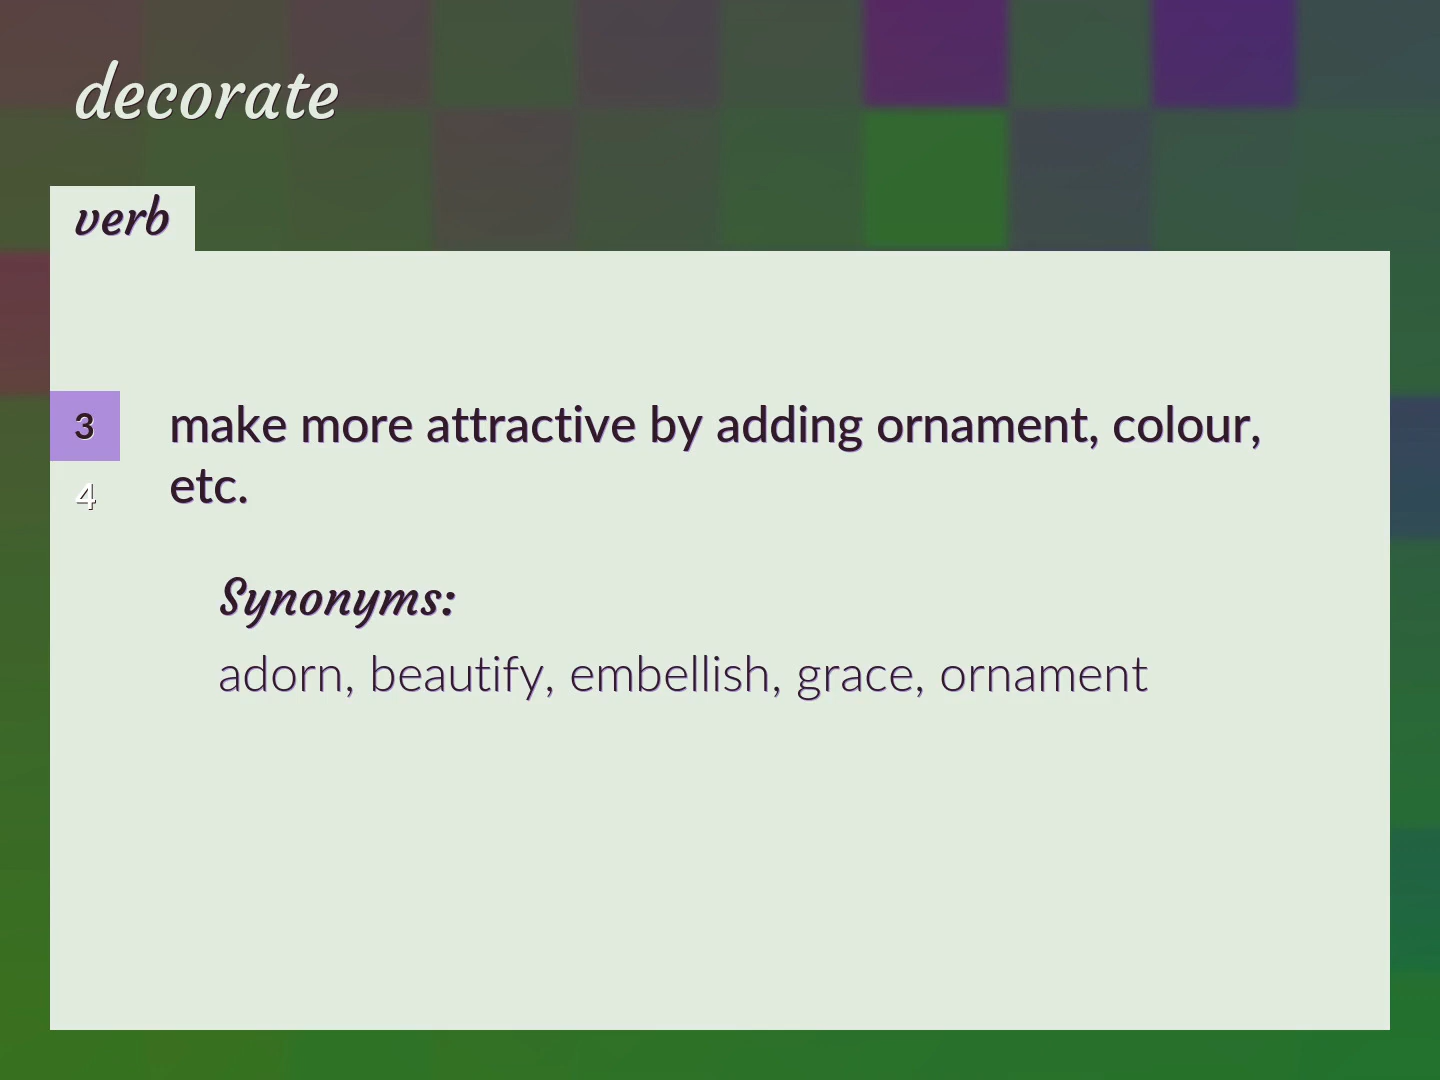 decorate
verb
3
make more attractive by adding ornament, colour,
4
etc.
Synonyms:
adorn, beautify, embellish, grace, ornament